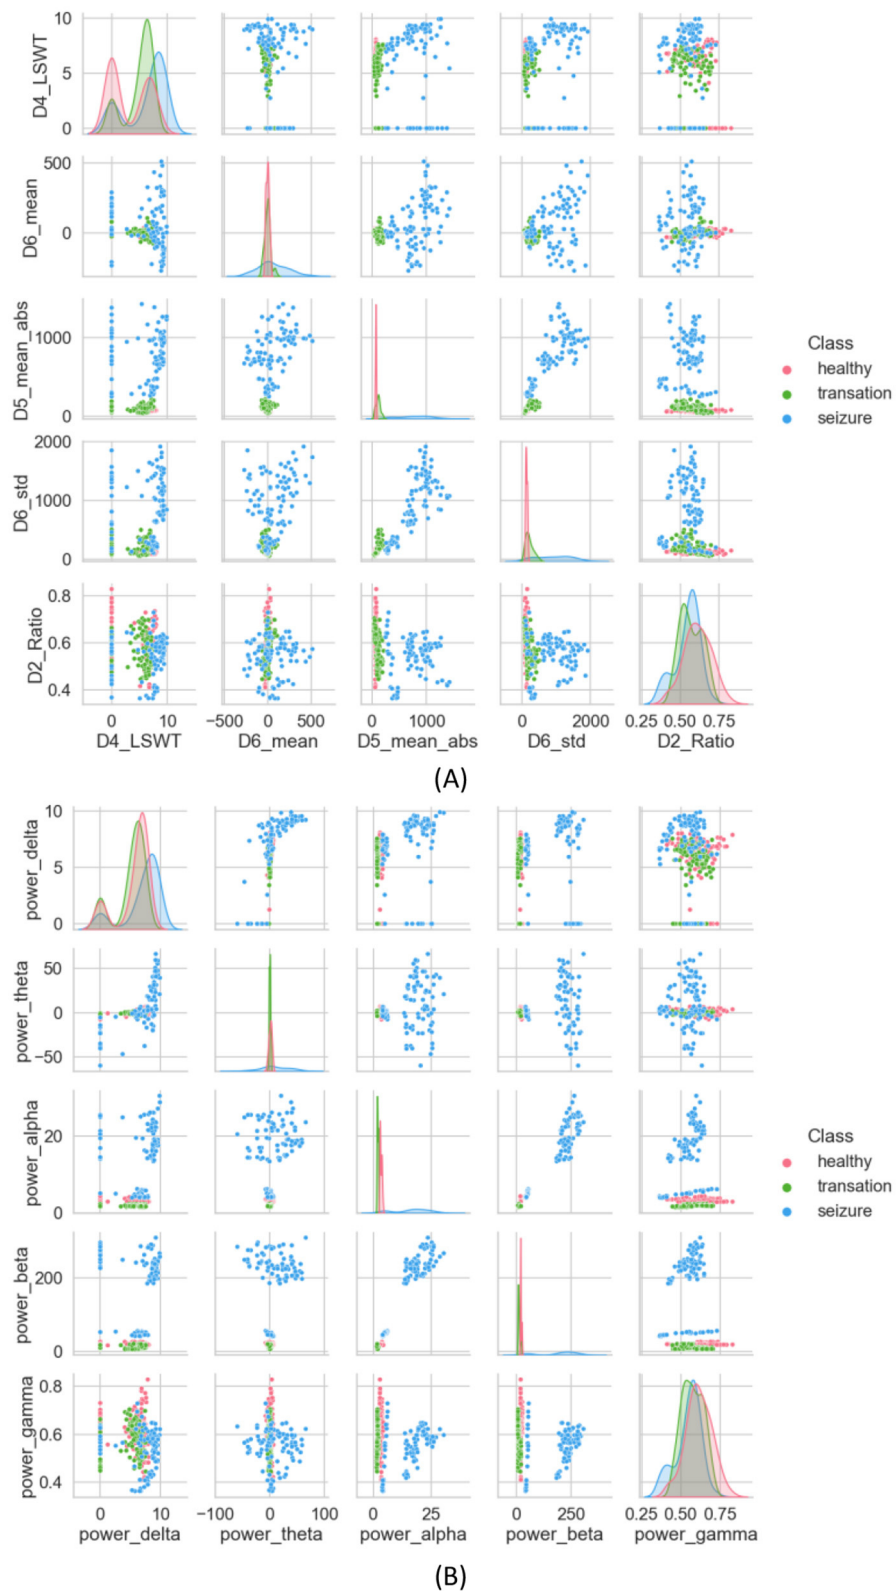 10
5
0
D4_LSWT
500
0
D6_mean
1000
0
D5_mean_abs
Class
healthy
transation
seizure
2000
1000
0
D6_std
0.8
0.6
0.4
D2_Ratio
0 10 −500 0 500 0 1000 0 2000 0.25 0.50 0.75
D4_LSWT D6_mean D5_mean_abs D6_std D2_Ratio
(A)
10
5
0
power_delta
50
0
−50
power_theta
20
0
power_alpha
Class
healthy
transation
seizure
200
0
power_beta
0.8
0.6
0.4
power_gamma
0 10 −100 0 100 0 25 0 250 0.25 0.50 0.75
power_delta power_theta power_alpha power_beta power_gamma
(B)